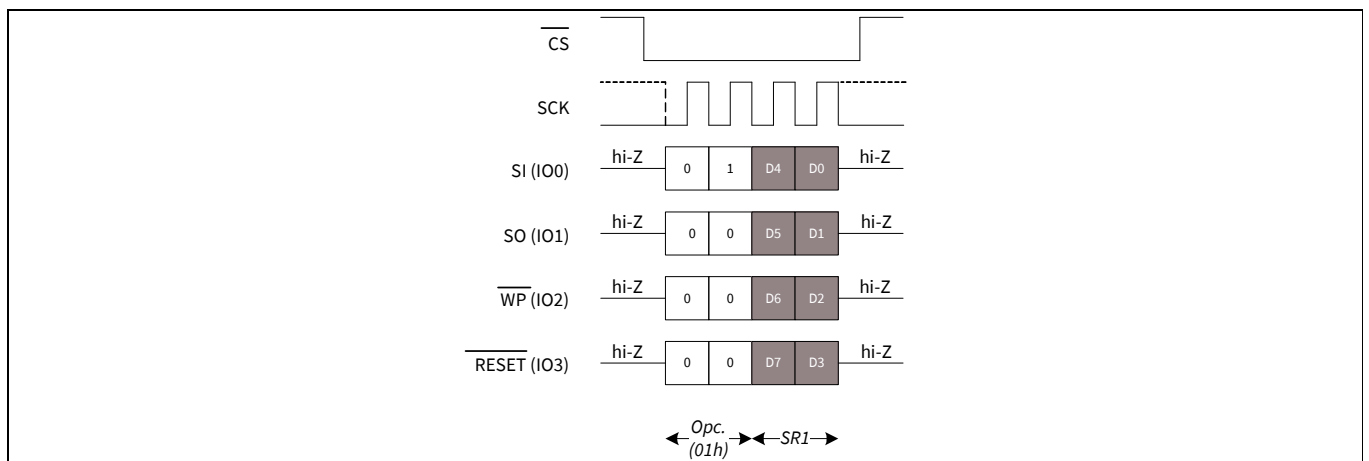 CS
SCK
SI (IO0) hi-Z 0 1 D4 D0 hi-Z
SO (IO1) hi-Z 0 0 D5 D1 hi-Z
WP (IO2) hi-Z 0 0 D6 D2 hi-Z
RESET (IO3) hi-Z 0 0 D7 D3 hi-Z
Opc. SR1
(01h)